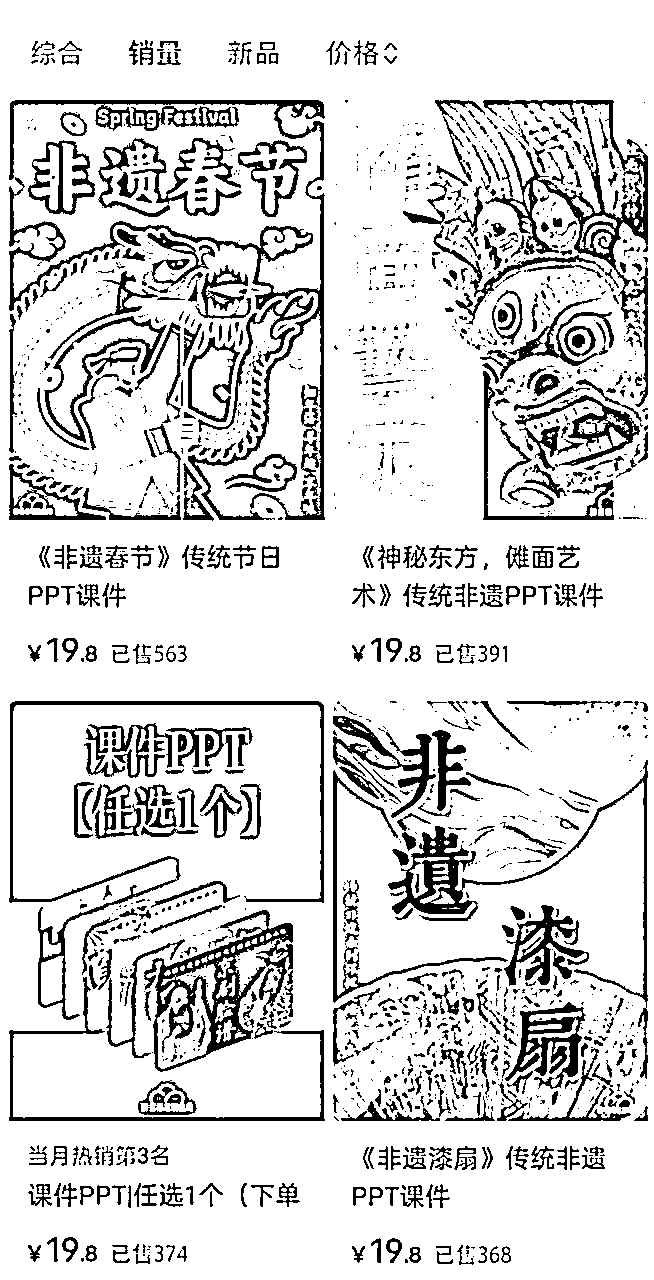 综合 销量 新品 价格
Spring Festival
非遗春节
《非遗春节》传统节日
PPT课件
¥19.8 已售563
《神秘东方，傩面艺
术》传统非遗PPT课件
¥19.8 已售391
课件PPT
【任选1个】
当月热销第3名
课件PPT|任选1个（下单
¥19.8 已售374
非
遺
漆
扇
《非遗漆扇》传统非遗
PPT课件
¥19.8 已售368